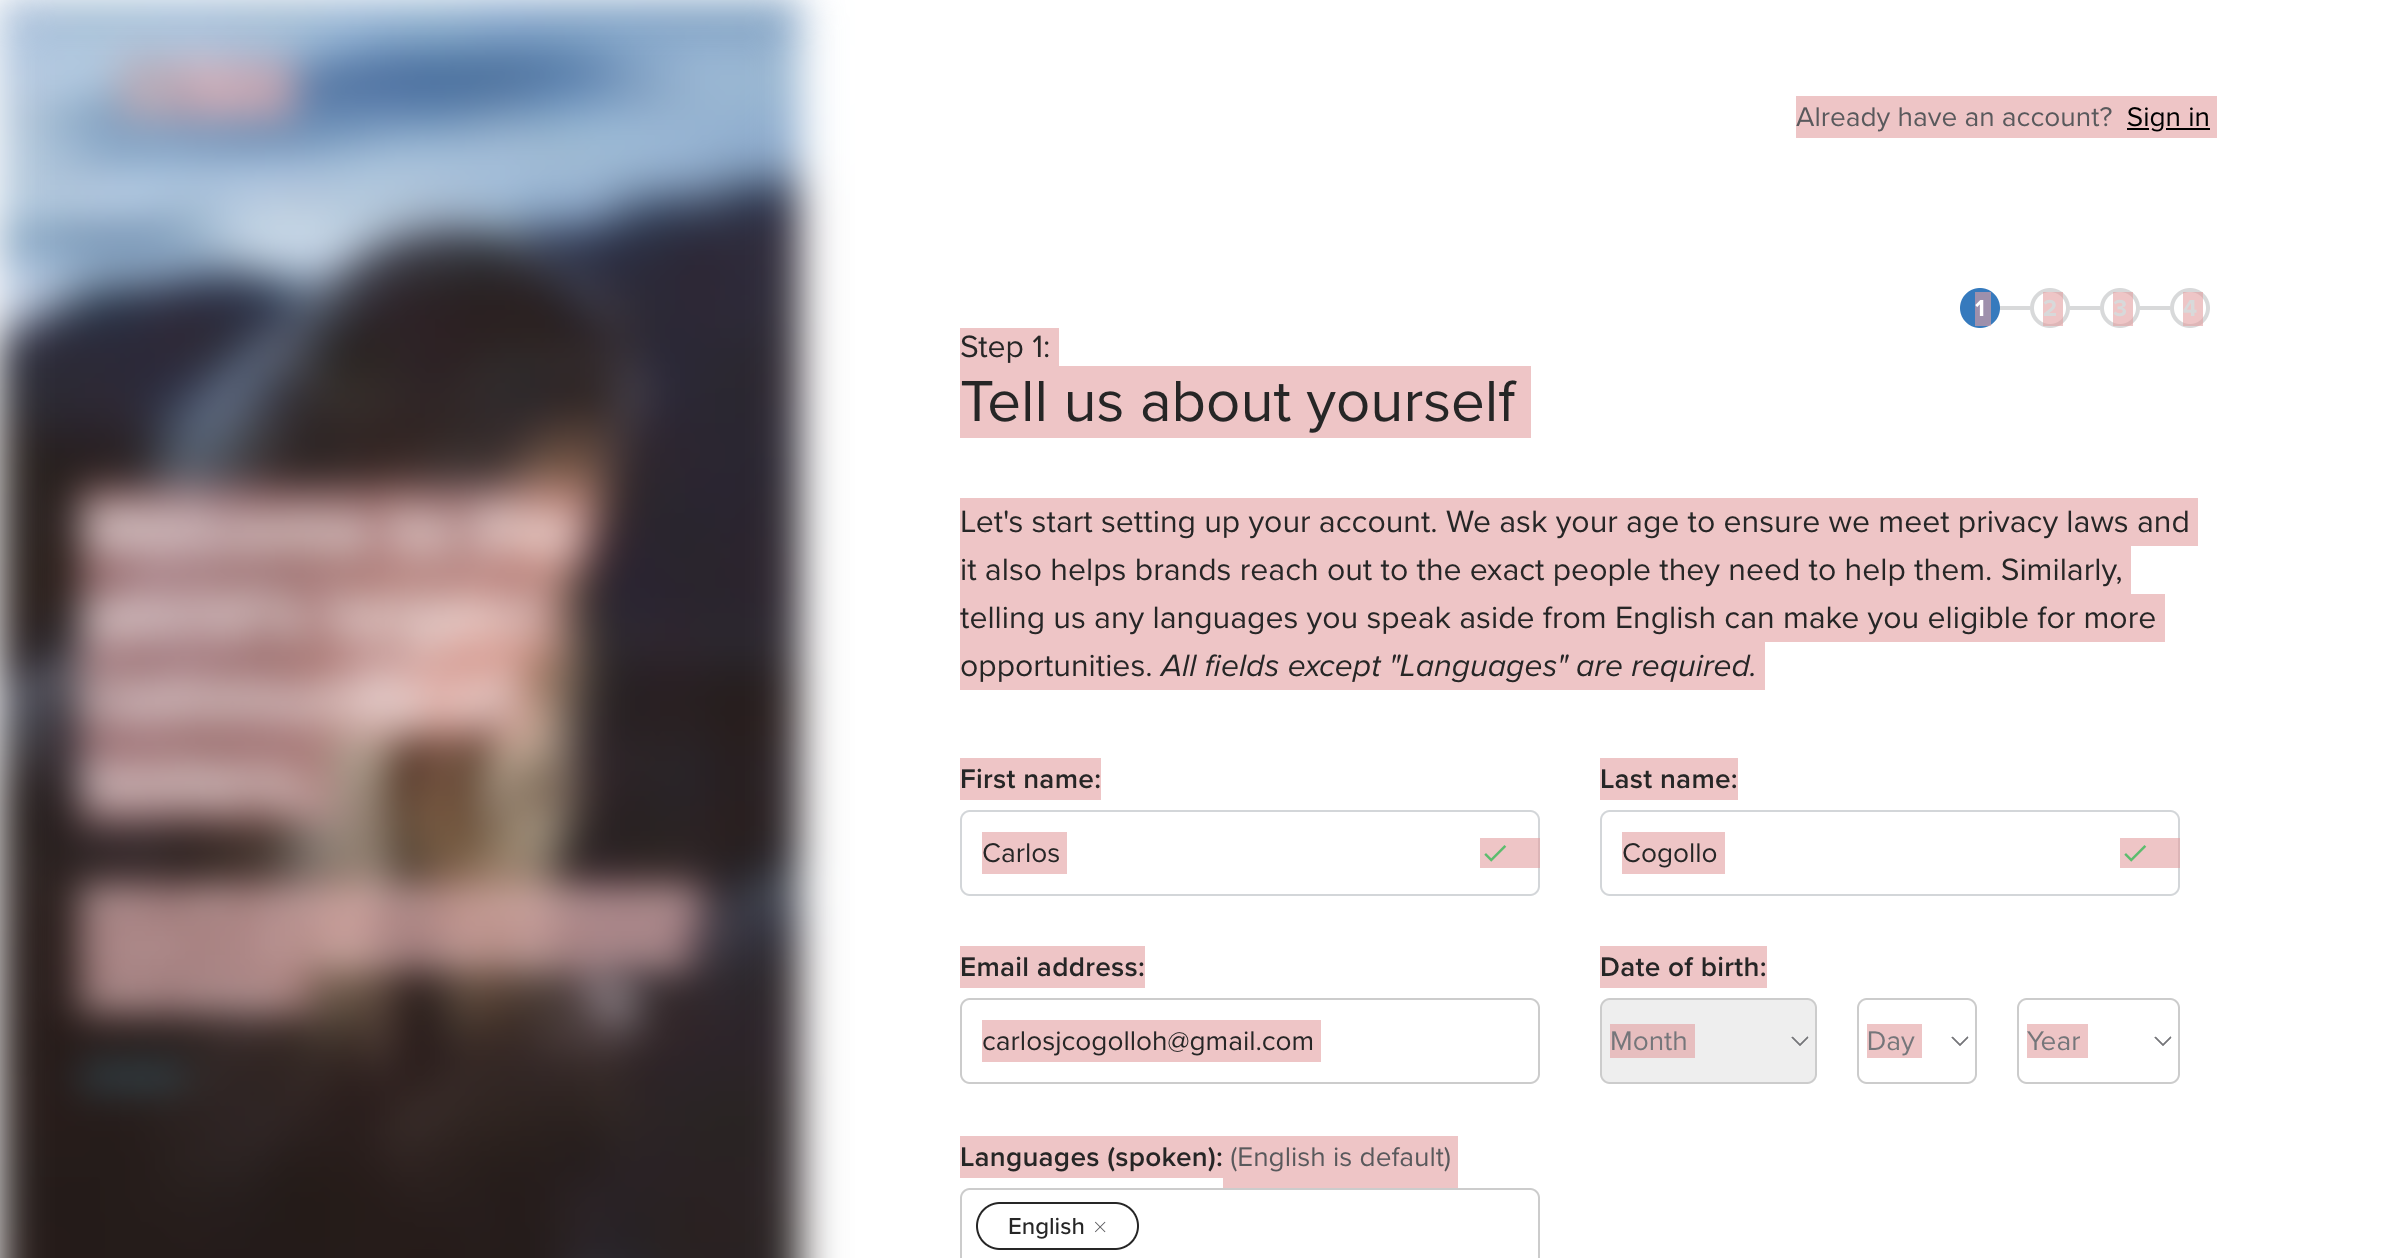 Already have an account? Sign in
1 2 3 4
Step 1:
Tell us about yourself
Let's start setting up your account. We ask your age to ensure we meet privacy laws and
it also helps brands reach out to the exact people they need to help them. Similarly,
telling us any languages you speak aside from English can make you eligible for more
opportunities. All fields except "Languages" are required.
First name:
Last name:
Carlos
Cogollo
Email address:
Date of birth:
carlosjcogolloh@gmail.com
Month
Day
Year
Languages (spoken): (English is default)
English ×